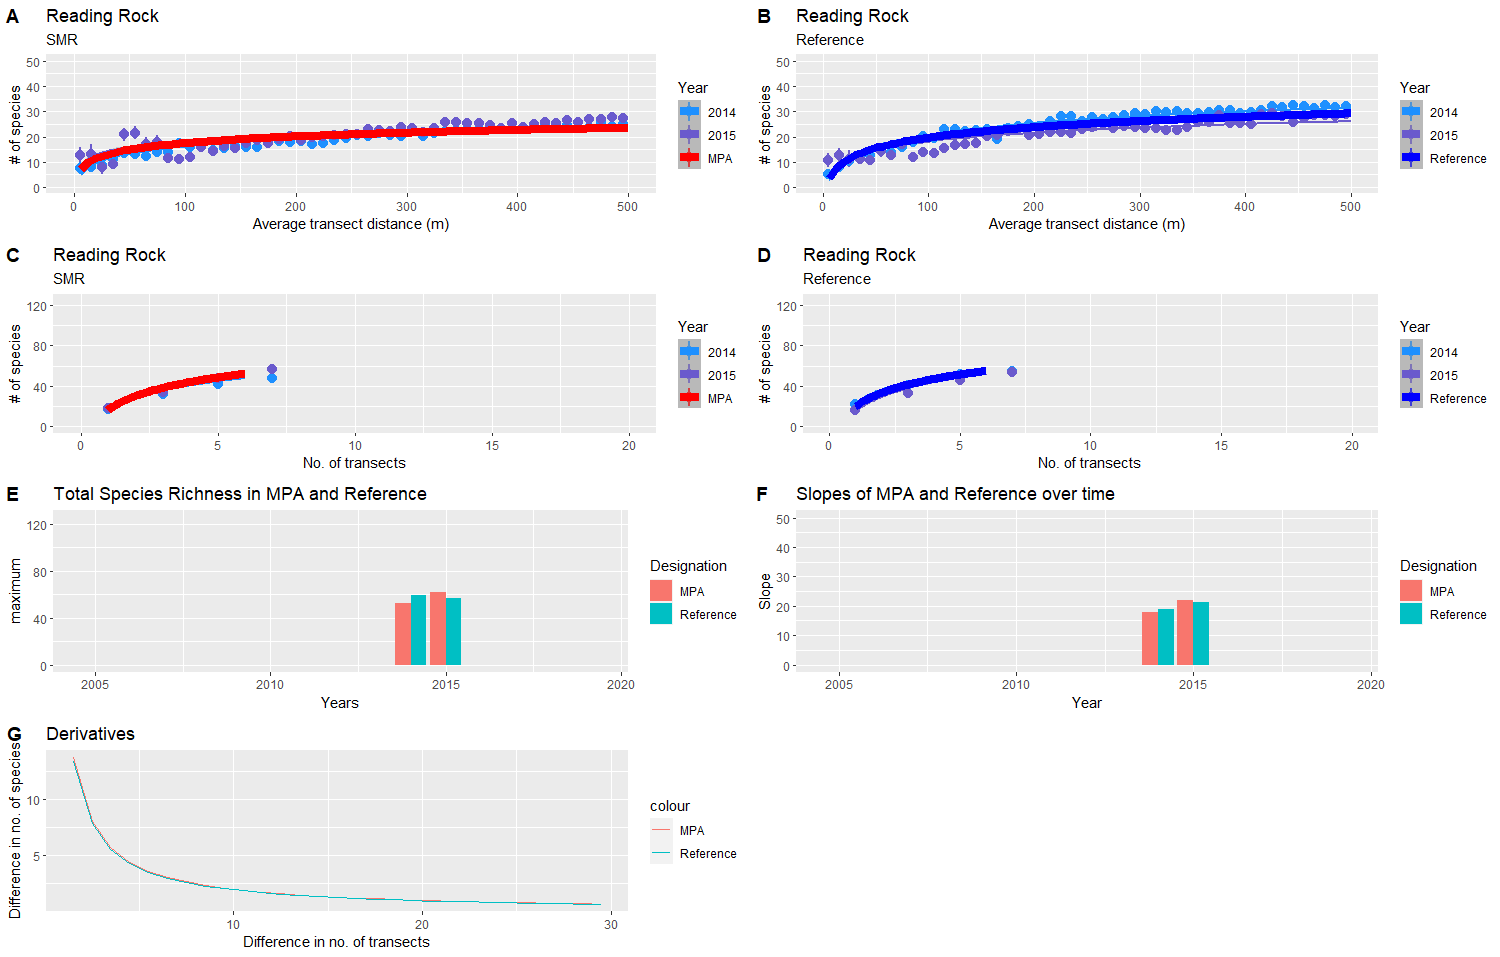 A
Reading Rock
SMR
# of species
50
40
30
20
10
0
0 100 200 300 400 500
Average transect distance (m)
Year
2014
2015
MPA
B
Reading Rock
Reference
# of species
50
40
30
20
10
0
0 100 200 300 400 500
Average transect distance (m)
Year
2014
2015
Reference
C
Reading Rock
SMR
# of species
120
80
40
0
0 5 10 15 20
No. of transects
Year
2014
2015
MPA
D
Reading Rock
Reference
# of species
120
80
40
0
0 5 10 15 20
No. of transects
Year
2014
2015
Reference
E
Total Species Richness in MPA and Reference
maximum
120
80
40
0
2005 2010 2015 2020
Years
Designation
MPA
Reference
F
Slopes of MPA and Reference over time
Slope
50
40
30
20
10
0
2005 2010 2015 2020
Year
Designation
MPA
Reference
G
Derivatives
Difference in no. of species
10
5
10 20 30
Difference in no. of transects
colour
MPA
Reference